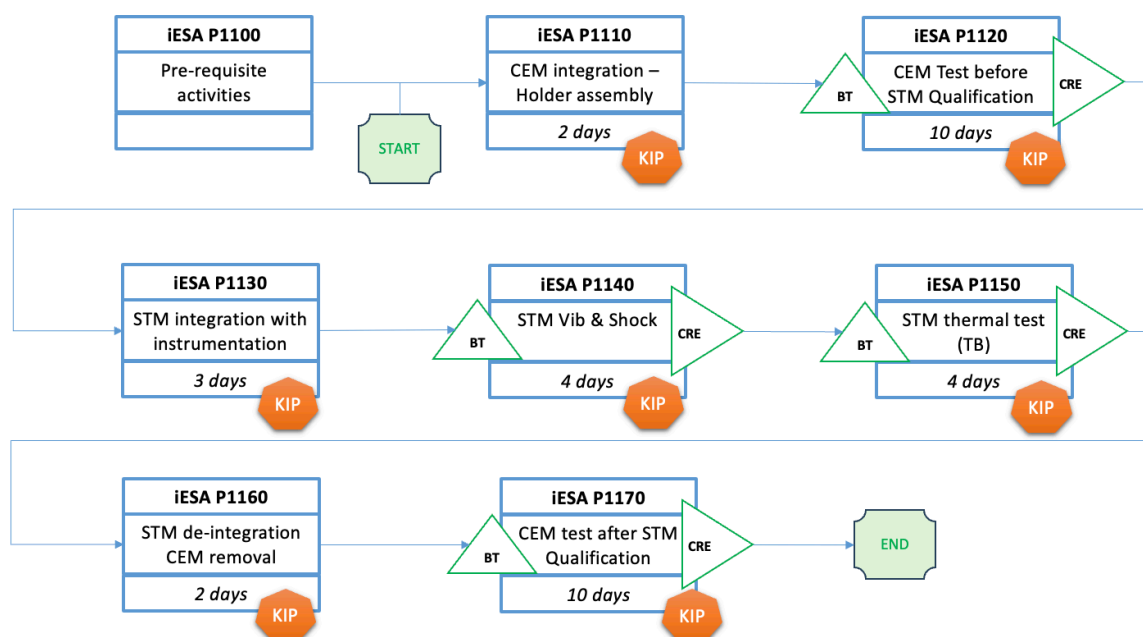 iESA P1100
Pre-requisite
activities
START
iESA P1110
CEM integration –
Holder assembly
2 days
KIP
iESA P1120
BT
CEM Test before
STM Qualification
CRE
10 days
KIP
iESA P1130
STM integration with
instrumentation
3 days
KIP
iESA P1140
BT
STM Vib & Shock
CRE
4 days
KIP
iESA P1150
BT
STM thermal test
(TB)
CRE
4 days
KIP
iESA P1160
STM de-integration
CEM removal
2 days
KIP
iESA P1170
BT
CEM test after STM
Qualification
CRE
10 days
KIP
END